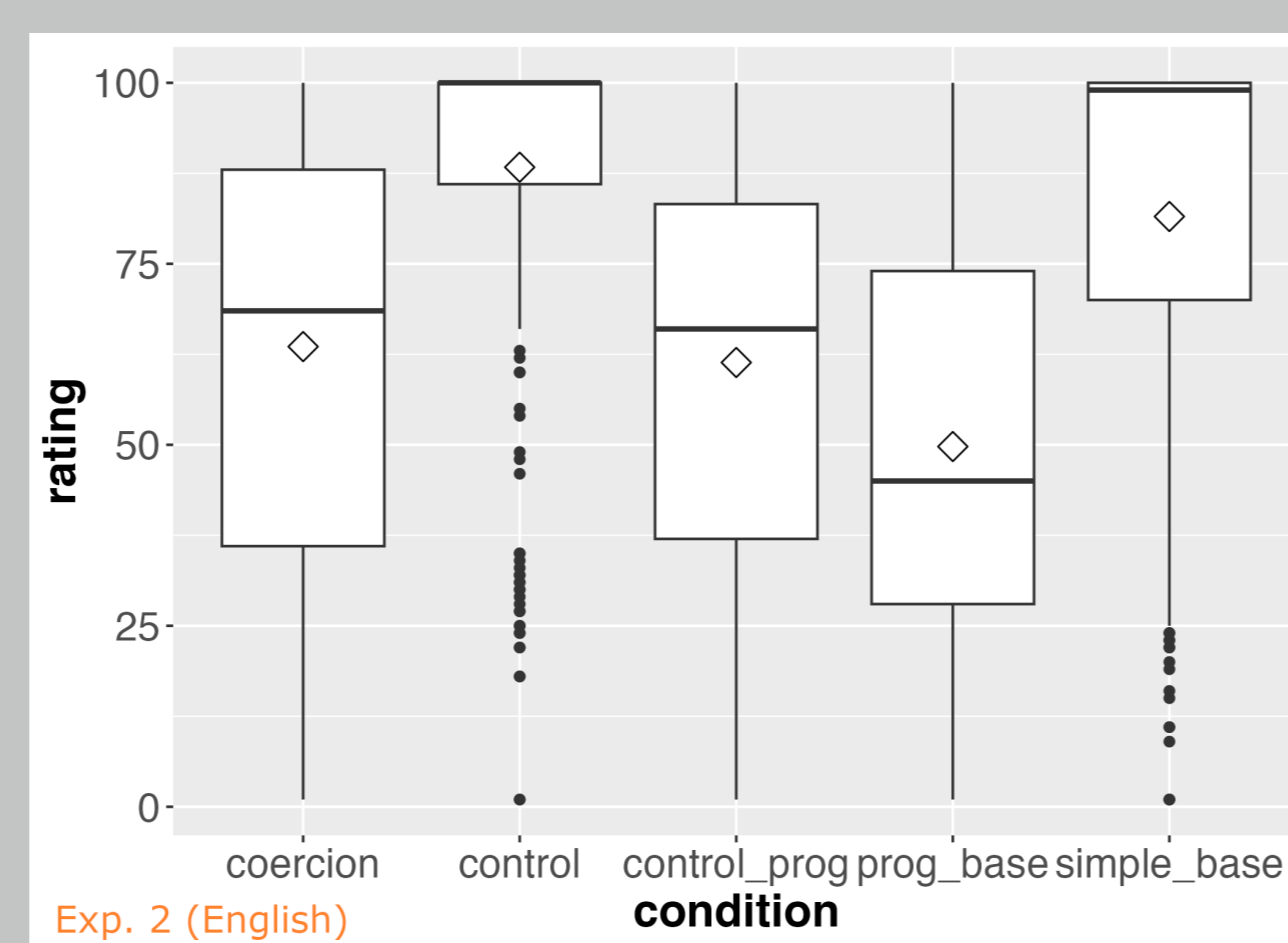 100
75
50
25
0
rating
coercion control control_prog prog_base simple_base
condition
Exp. 2 (English)